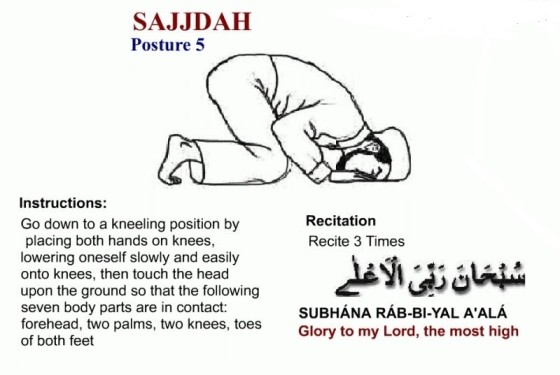 SAJJDAH
Posture 5
Instructions:
Go down to a kneeling position by
placing both hands on knees,
lowering oneself slowly and easily
onto knees, then touch the head
upon the ground so that the following
seven body parts are in contact:
forehead, two palms, two knees, toes
of both feet
Recitation
Recite 3 Times
سُبْحَانَ رَبِّيَ الْاَعْلٰے
SUBHÁNA RÁB-BI-YAL A'ALÁ
Glory to my Lord, the most high